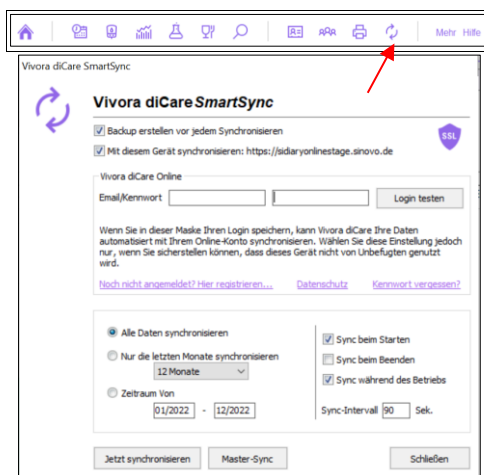 Mehr Hilfe
Vivora diCare SmartSync
Vivora diCare SmartSync
Backup erstellen vor jedem Synchronisieren
SSL
Mit diesem Gerät synchronisieren: https://sidiaryonlinestage.sinovo.de
Vivora diCare Online
Email/Kennwort
Login testen
Wenn Sie in dieser Maske Ihren Login speichern, kann Vivora diCare Ihre Daten
automatisiert mit Ihrem Online-Konto synchronisieren. Wählen Sie diese Einstellung jedoch
nur, wenn Sie sicherstellen können, dass dieses Gerät nicht von Unbefugten genutzt
wird.
Noch nicht angemeldet? Hier registrieren... Datenschutz Kennwort vergessen?
Alle Daten synchronisieren
Nur die letzten Monate synchronisieren
12 Monate
Zeitraum Von
01/2022 - 12/2022
Sync beim Starten
Sync beim Beenden
Sync während des Betriebs
Sync-Intervall 90 Sek.
Jetzt synchronisieren Master-Sync Schließen